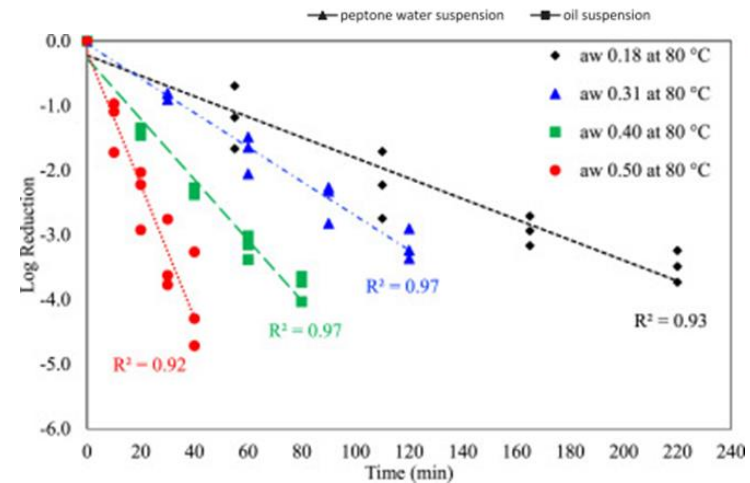 peptone water suspension oil suspension
0.0
-1.0
-2.0
-3.0
-4.0
-5.0
-6.0
Log Reduction
aw 0.18 at 80 °C
aw 0.31 at 80 °C
aw 0.40 at 80 °C
aw 0.50 at 80 °C
R² = 0.97
R² = 0.93
R² = 0.97
R² = 0.92
0 20 40 60 80 100 120 140 160 180 200 220 240
Time (min)